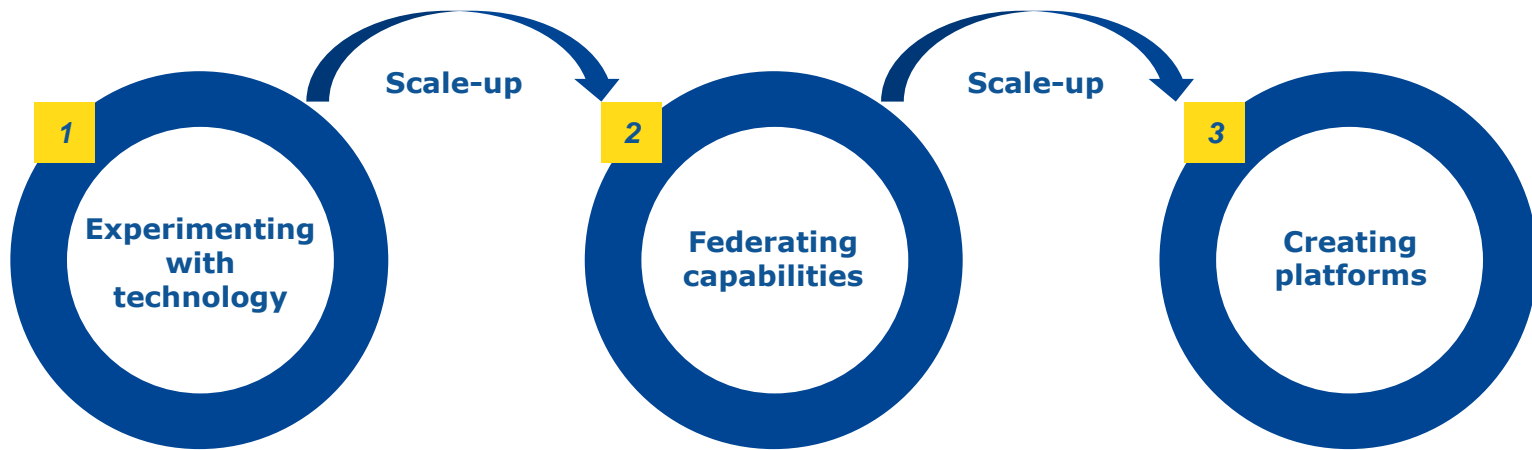 1
Experimenting
with
technology
Scale-up
2
Federating
capabilities
Scale-up
3
Creating
platforms